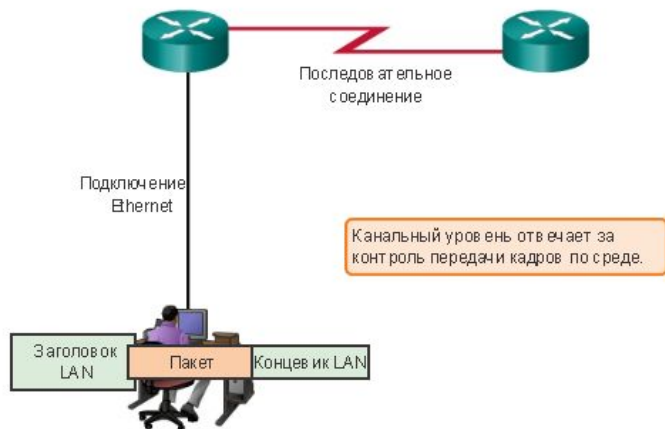 Последовательное
соединение
Подключение
Ethernet
Канальный уровень отвечает за
контроль передачи кадров по среде.
Заголовок
LAN
Пакет
Концевик LAN